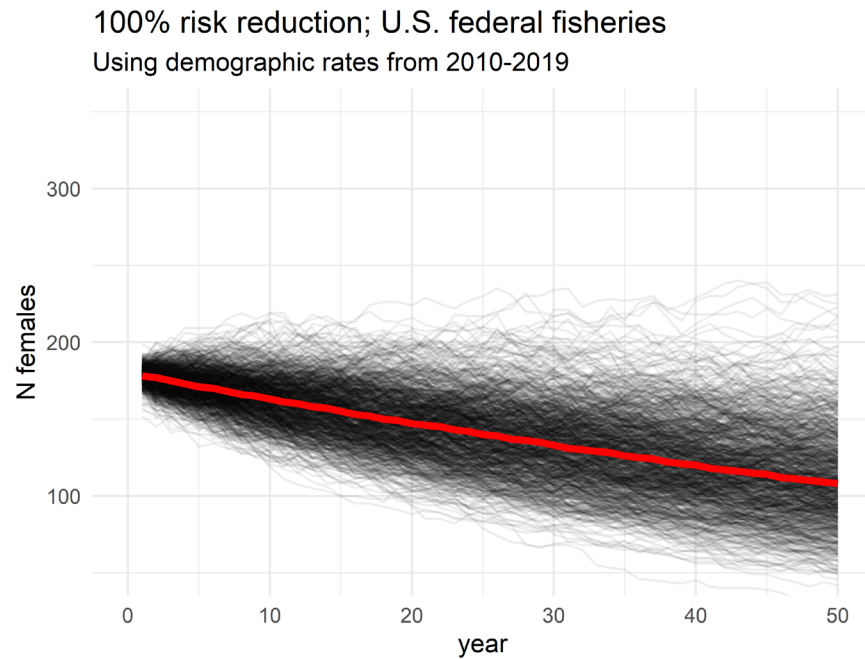 100% risk reduction; U.S. federal fisheries
Using demographic rates from 2010-2019
300
200
100
N females
0 10 20 30 40 50
year